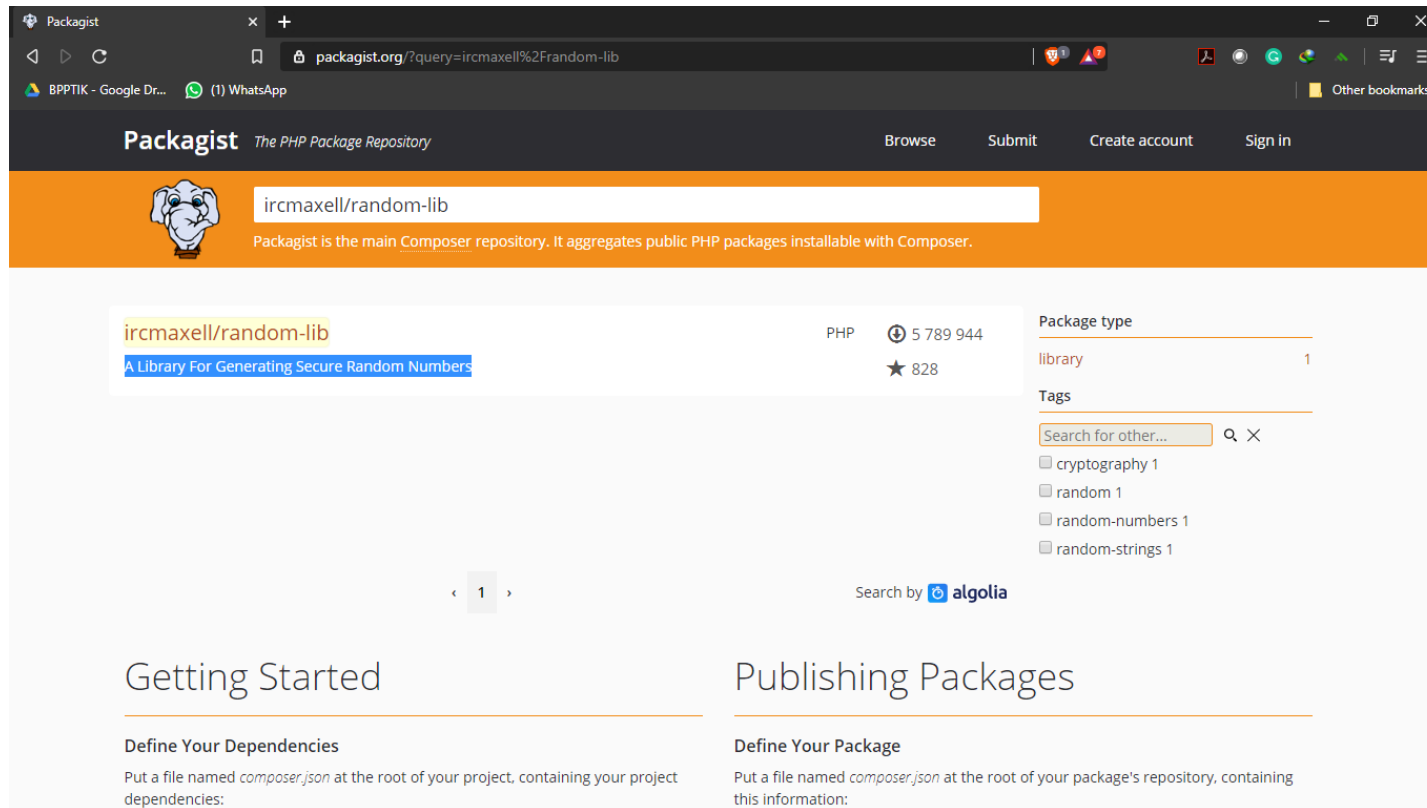 Packagist
packagist.org/?query=ircmaxell%2Frandom-lib
1
7
BPPTIK - Google Dr... (1) WhatsApp
Other bookmarks
Packagist The PHP Package Repository
Browse Submit Create account Sign in
ircmaxell/random-lib
Packagist is the main Composer repository. It aggregates public PHP packages installable with Composer.
ircmaxell/random-lib
PHP 5 789 944
A Library For Generating Secure Random Numbers
828
Package type
library 1
Tags
Search for other...
cryptography 1
random 1
random-numbers 1
random-strings 1
‹ 1 ›
Search by algolia
Getting Started
Define Your Dependencies
Put a file named composer.json at the root of your project, containing your project
dependencies:
Publishing Packages
Define Your Package
Put a file named composer.json at the root of your package's repository, containing
this information: